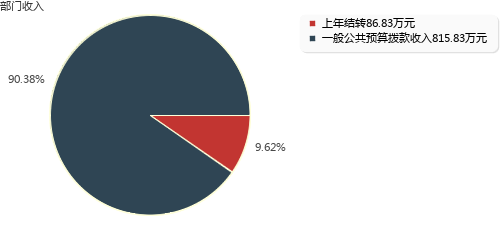 部门收入
上年结转86.83万元
一般公共预算拨款收入815.83万元
90.38%
9.62%